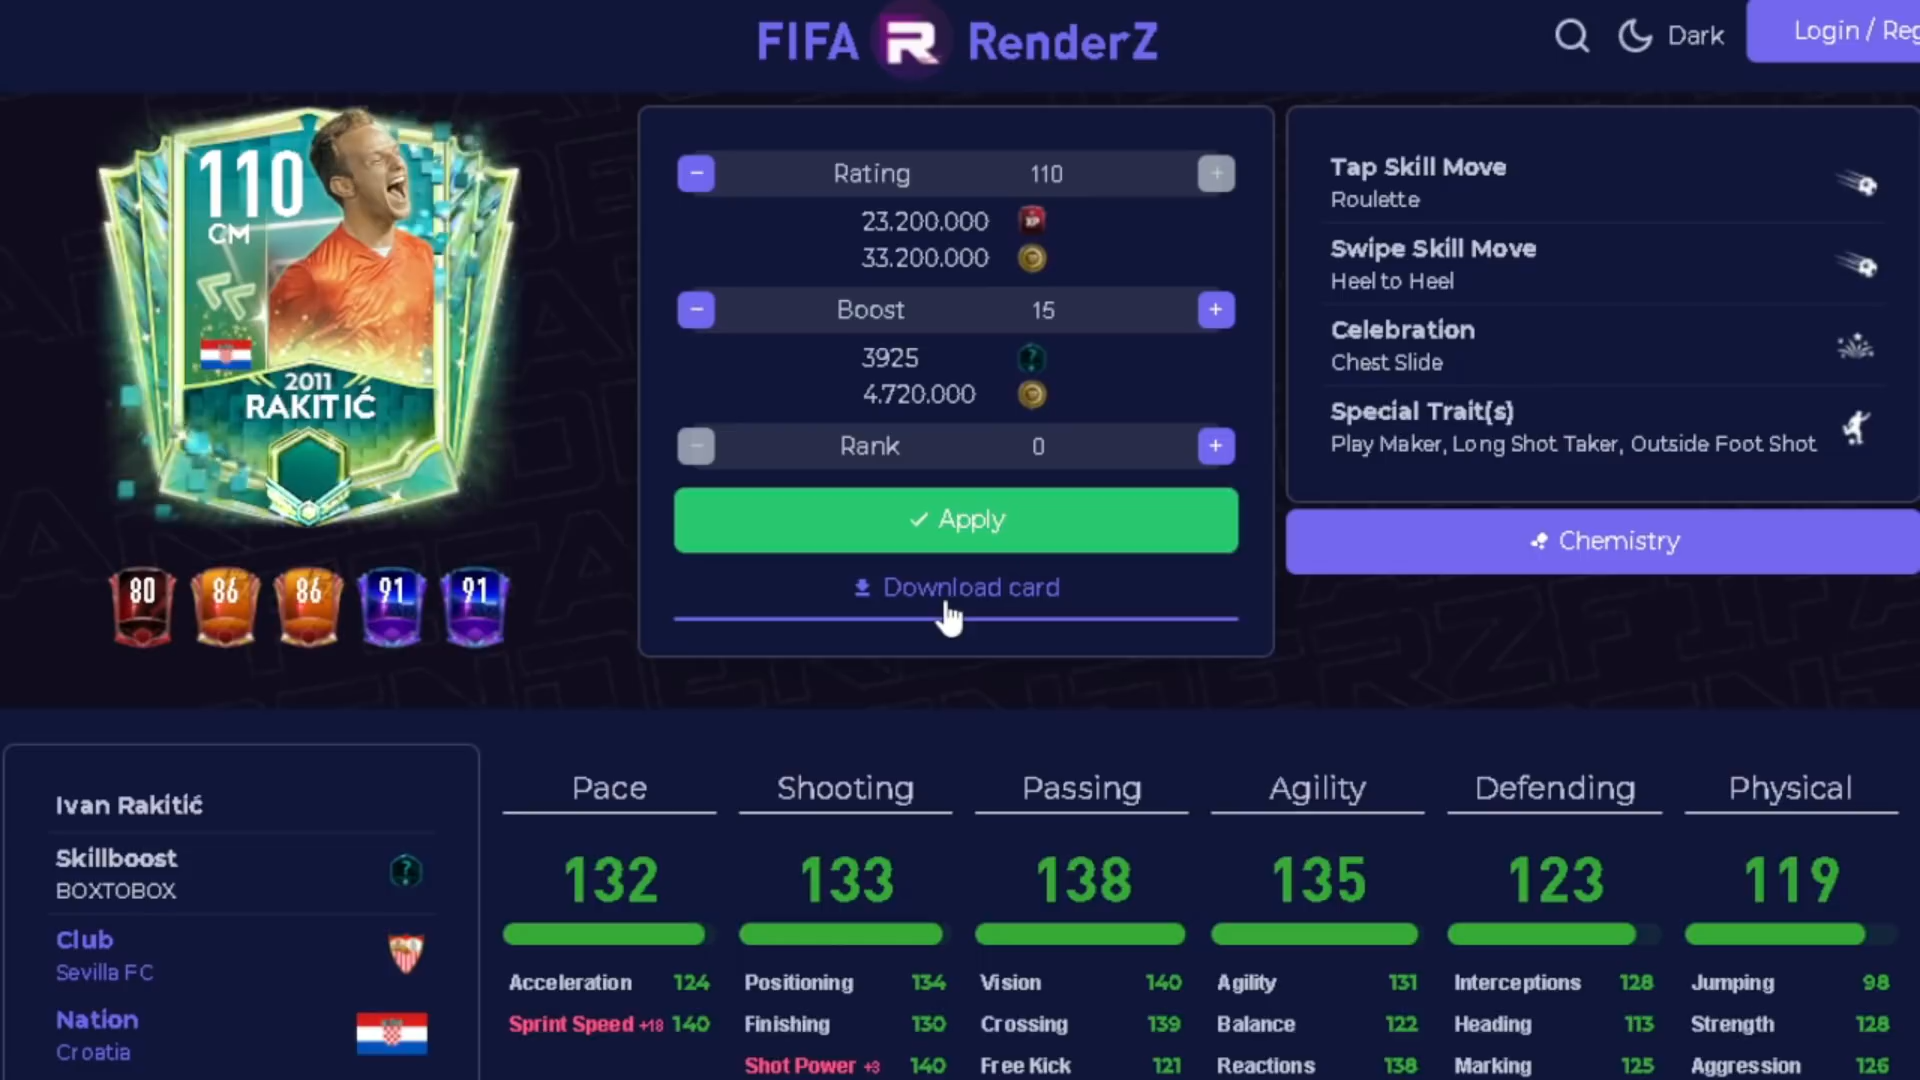 FIFA R RenderZ
Dark
Login / Reg
110
CM
2011
RAKITIĆ
80 86 86 91 91
− Rating 110 +
23.200.000
33.200.000
− Boost 15 +
3925
4.720.000
− Rank 0 +
Apply
Download card
Tap Skill Move
Roulette
Swipe Skill Move
Heel to Heel
Celebration
Chest Slide
Special Trait(s)
Play Maker, Long Shot Taker, Outside Foot Shot
Chemistry
Ivan Rakitić
Skillboost
BOXTOBOX
Club
Sevilla FC
Nation
Croatia
Pace Shooting Passing Agility Defending Physical
132 133 138 135 123 119
Acceleration 124 Positioning 134 Vision 140 Agility 131 Interceptions 128 Jumping 98
Sprint Speed +18 140 Finishing 130 Crossing 139 Balance 122 Heading 113 Strength 128
Shot Power +3 140 Free Kick 121 Reactions 138 Marking 125 Aggression 126